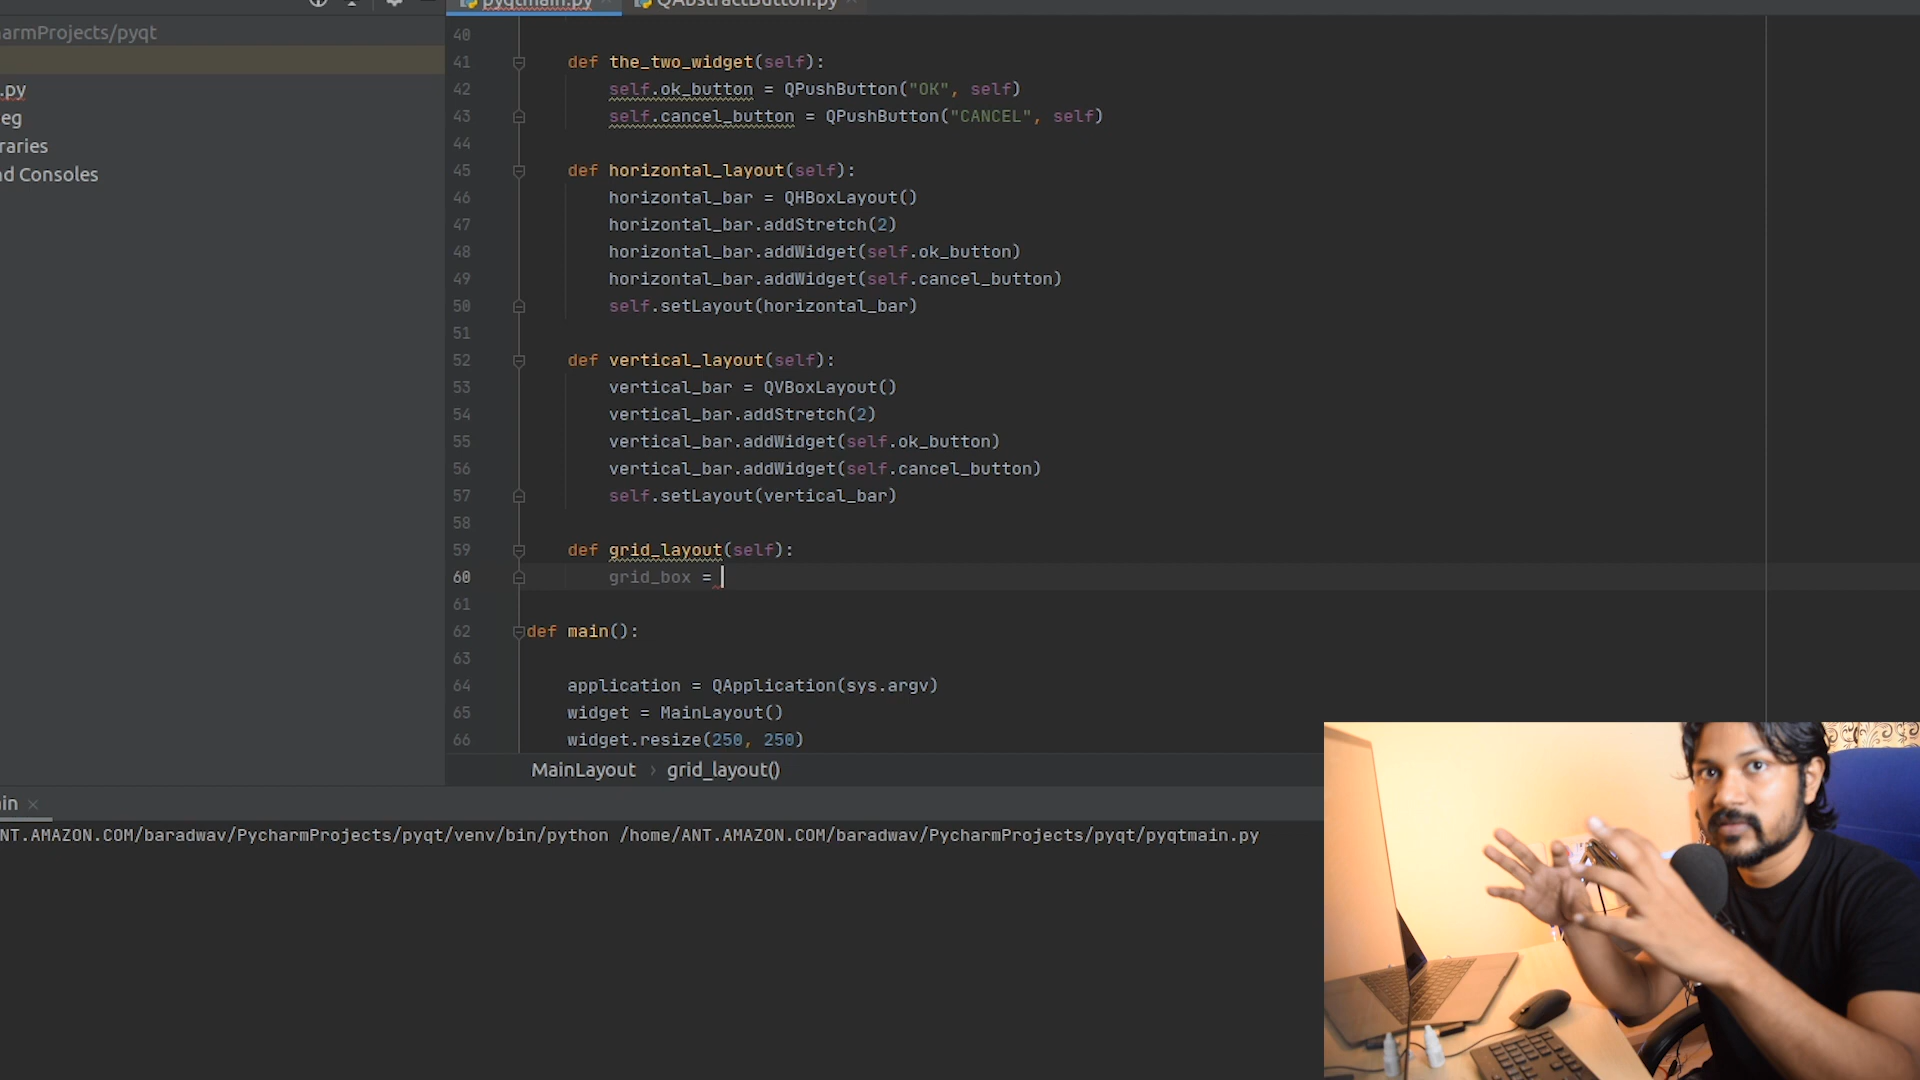 pyqtmain.py
QAbstractButton.py
armProjects/pyqt
.py
eg
raries
nd Consoles
40
41 def the_two_widget(self):
42 self.ok_button = QPushButton("OK", self)
43 self.cancel_button = QPushButton("CANCEL", self)
44
45 def horizontal_layout(self):
46 horizontal_bar = QHBoxLayout()
47 horizontal_bar.addStretch(2)
48 horizontal_bar.addWidget(self.ok_button)
49 horizontal_bar.addWidget(self.cancel_button)
50 self.setLayout(horizontal_bar)
51
52 def vertical_layout(self):
53 vertical_bar = QVBoxLayout()
54 vertical_bar.addStretch(2)
55 vertical_bar.addWidget(self.ok_button)
56 vertical_bar.addWidget(self.cancel_button)
57 self.setLayout(vertical_bar)
58
59 def grid_layout(self):
60 grid_box =
61
62 def main():
63
64 application = QApplication(sys.argv)
65 widget = MainLayout()
66 widget.resize(250, 250)
MainLayout › grid_layout()
in
NT.AMAZON.COM/baradwav/PycharmProjects/pyqt/venv/bin/python /home/ANT.AMAZON.COM/baradwav/PycharmProjects/pyqt/pyqtmain.py